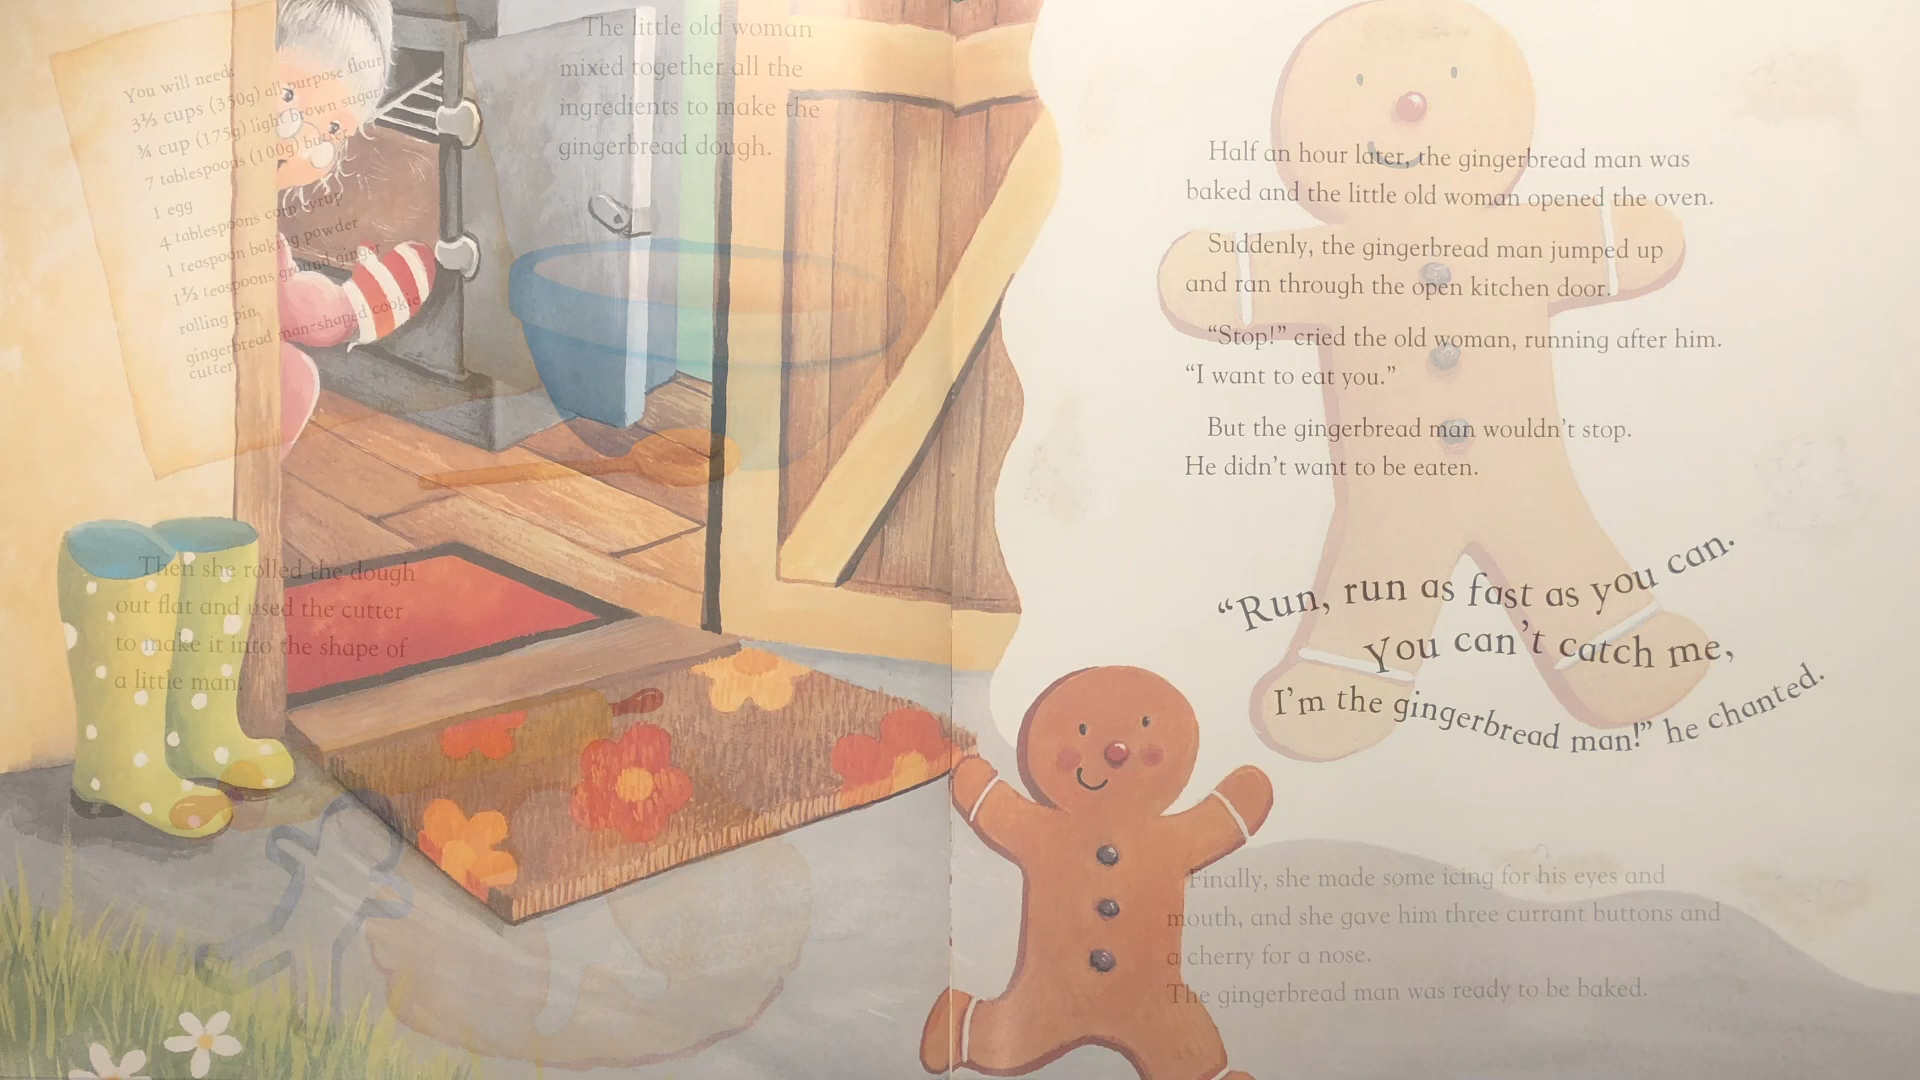 You will need:
3½ cups (350g) all purpose flour
¾ cup (175g) light brown sugar
7 tablespoons (100g) butter
1 egg
4 tablespoons corn syrup
1 teaspoon baking powder
1½ teaspoons ground ginger
rolling pin
gingerbread man-shaped cookie
cutter
The little old woman
mixed together all the
ingredients to make the
gingerbread dough.
Then she rolled the dough
out flat and used the cutter
to make it into the shape of
a little man.
Half an hour later, the gingerbread man was
baked and the little old woman opened the oven.
Suddenly, the gingerbread man jumped up
and ran through the open kitchen door.
“Stop!” cried the old woman, running after him.
“I want to eat you.”
But the gingerbread man wouldn’t stop.
He didn’t want to be eaten.
“Run, run as fast as you can.
You can’t catch me,
I’m the gingerbread man!” he chanted.
Finally, she made some icing for his eyes and
mouth, and she gave him three currant buttons and
a cherry for a nose.
The gingerbread man was ready to be baked.